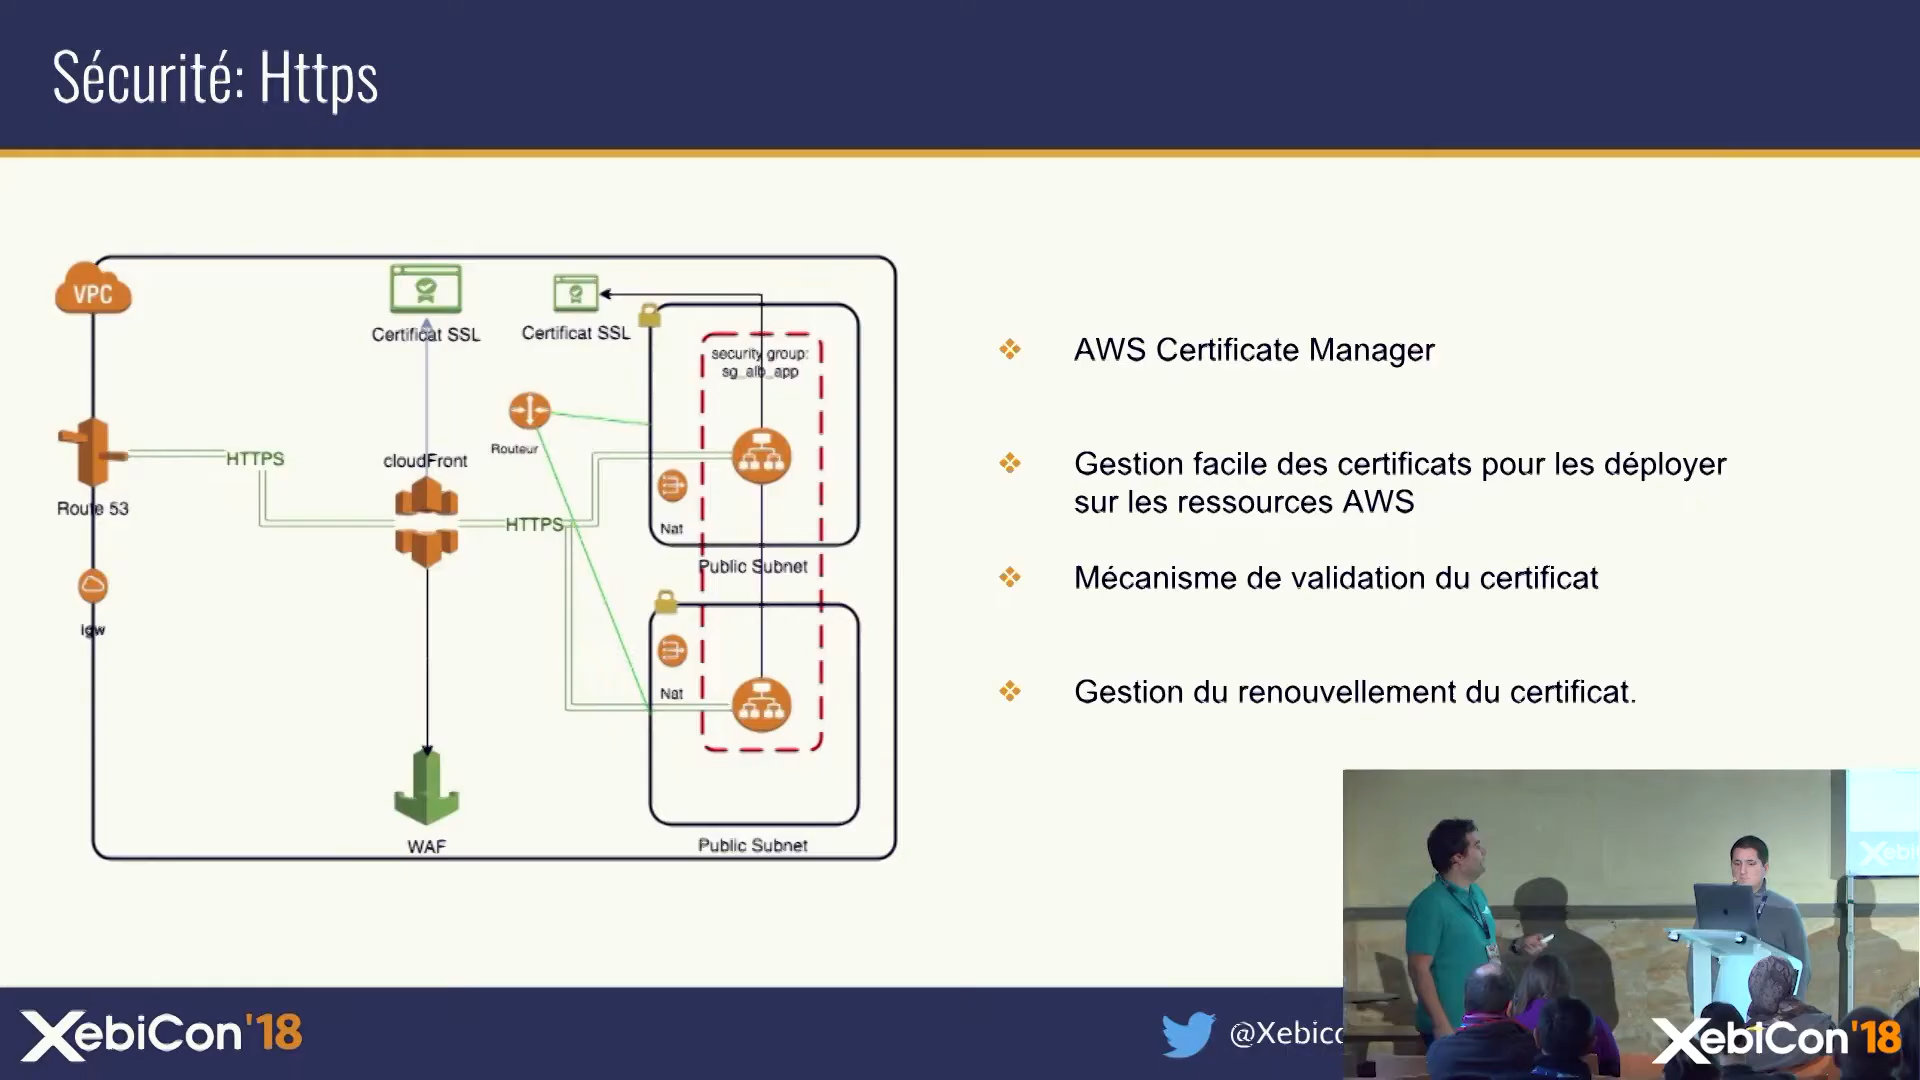 Sécurité: Https
VPC
Certificat SSL
Certificat SSL
security group:
sg_alb_app
Routeur
HTTPS
cloudFront
Route 53
HTTPS
Nat
Public Subnet
igw
Nat
WAF
Public Subnet
AWS Certificate Manager
Gestion facile des certificats pour les déployer
sur les ressources AWS
Mécanisme de validation du certificat
Gestion du renouvellement du certificat.
XebiCon'18
@Xebico
Xebi
XebiCon'18